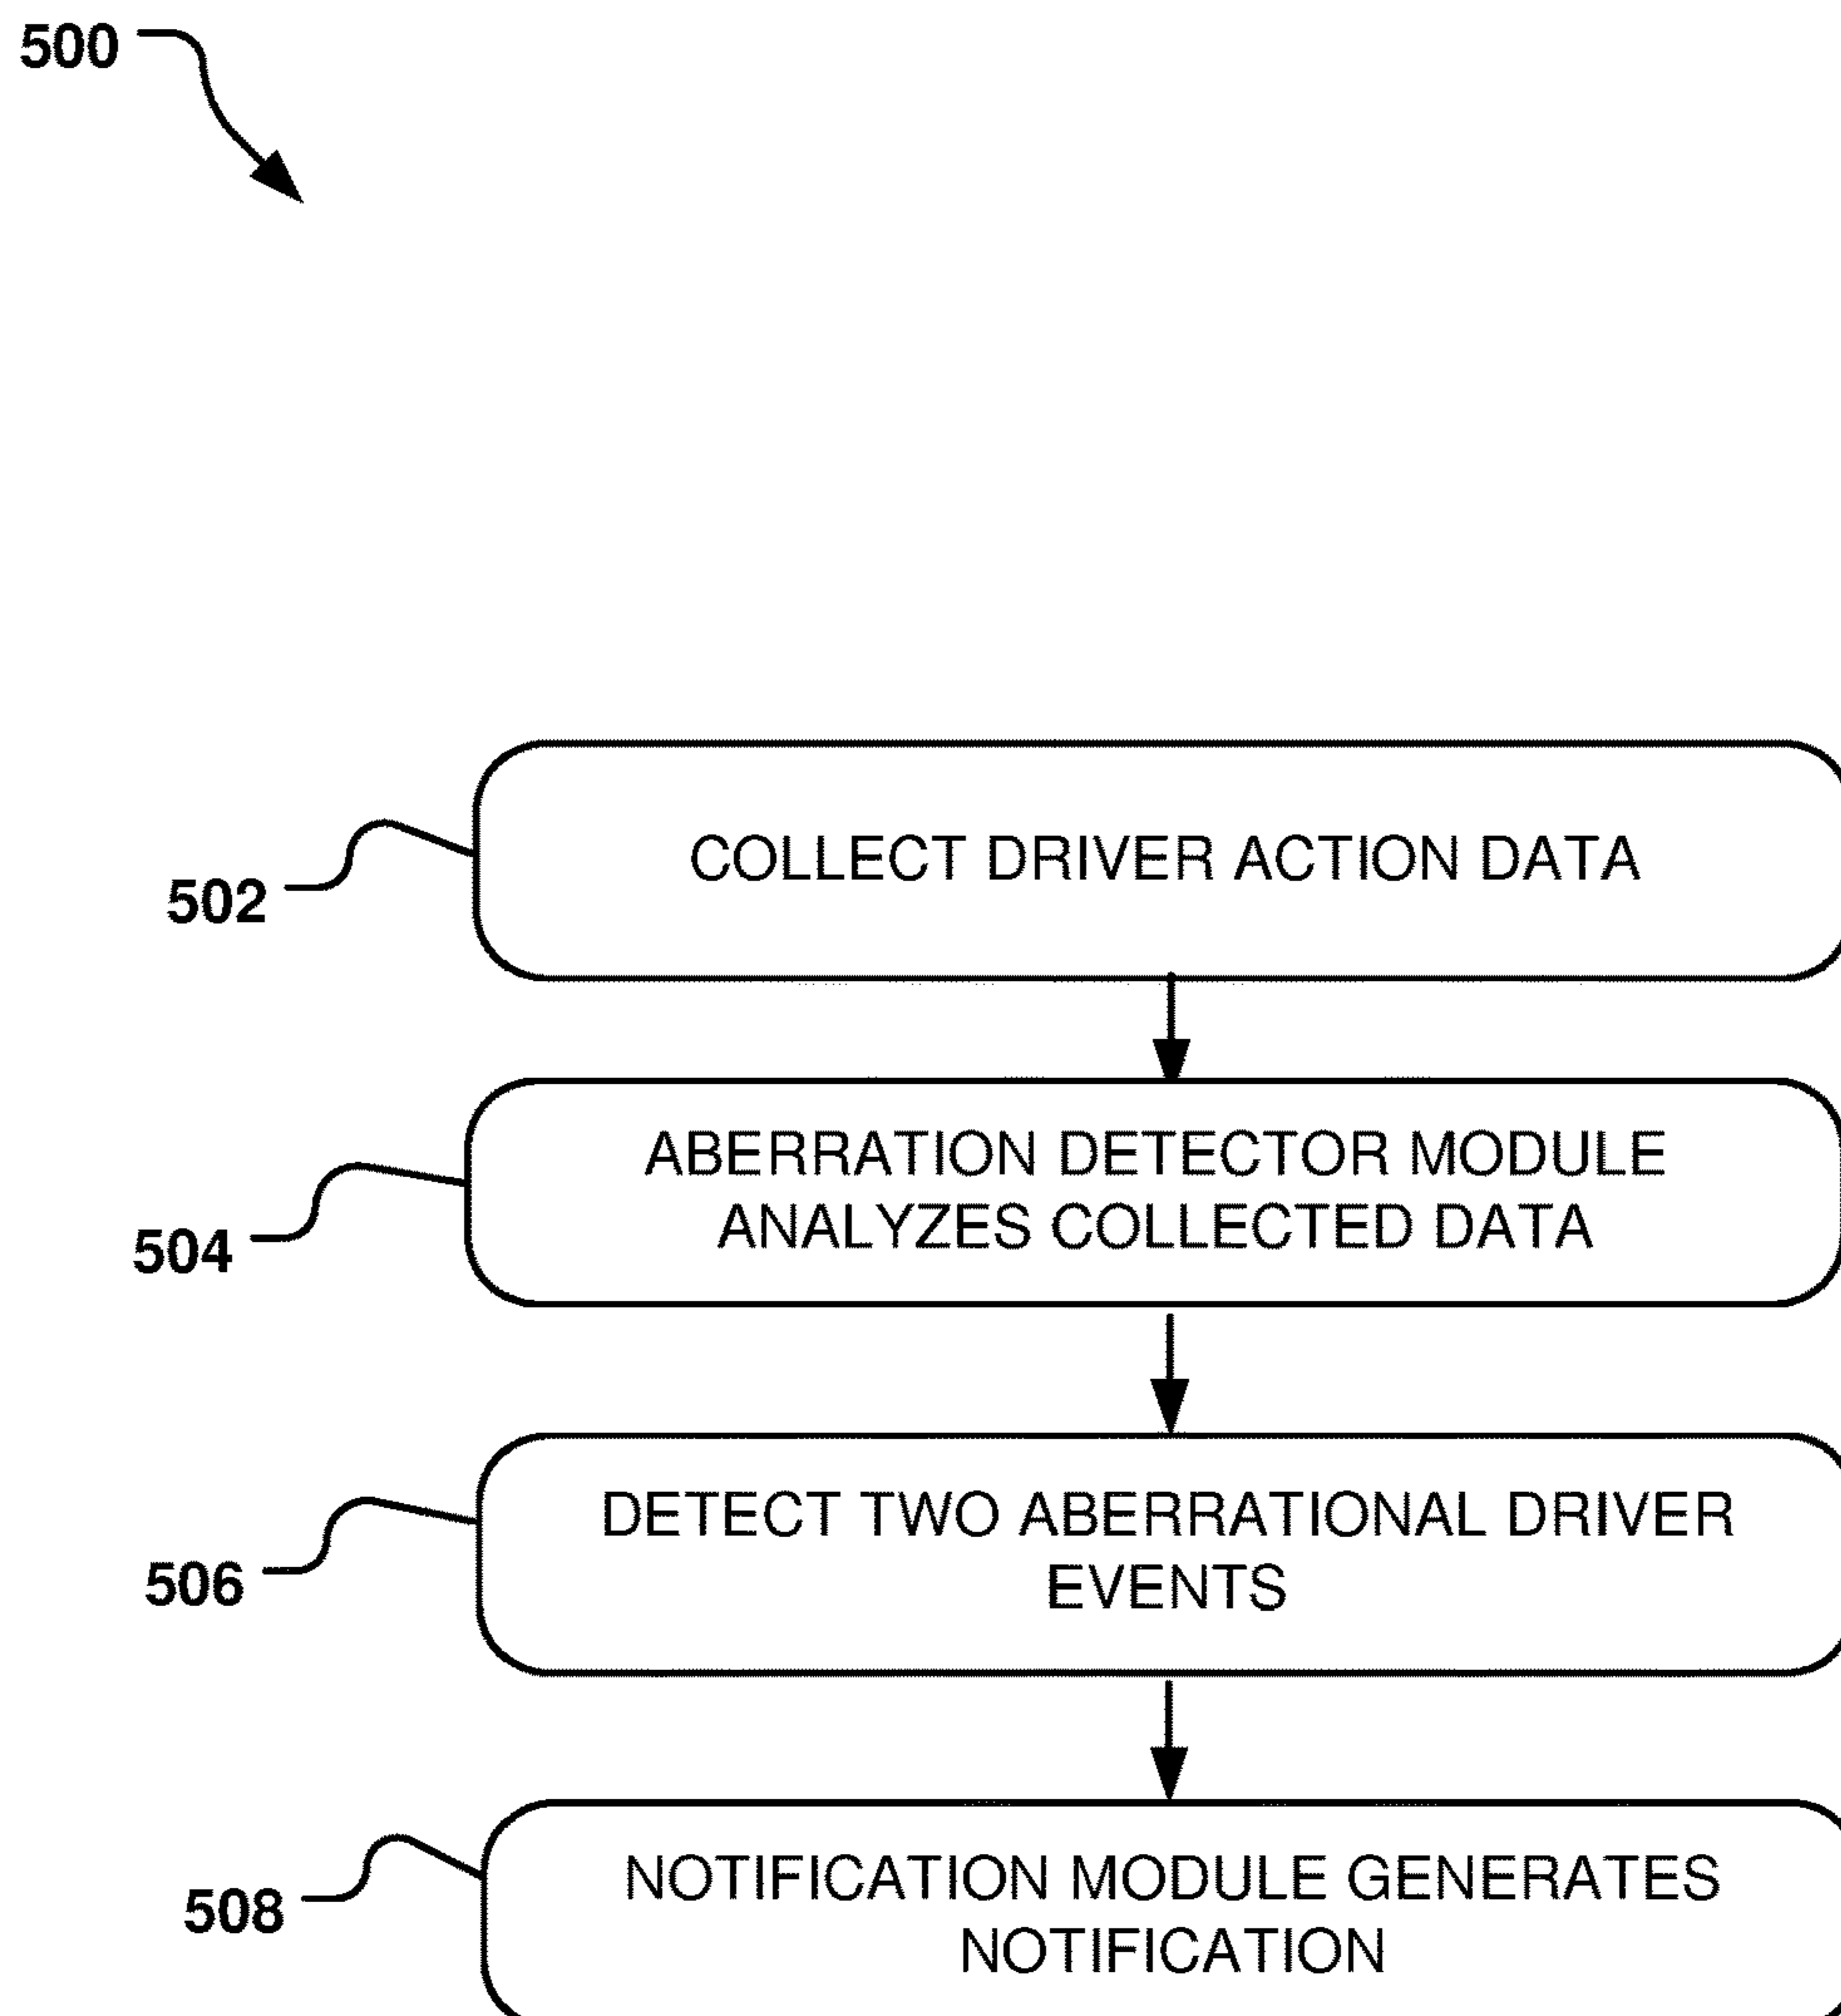 500
COLLECT DRIVER ACTION DATA
502
ABERRATION DETECTOR MODULE
ANALYZES COLLECTED DATA
504
DETECT TWO ABERRATIONAL DRIVER
EVENTS
506
NOTIFICATION MODULE GENERATES
NOTIFICATION
508